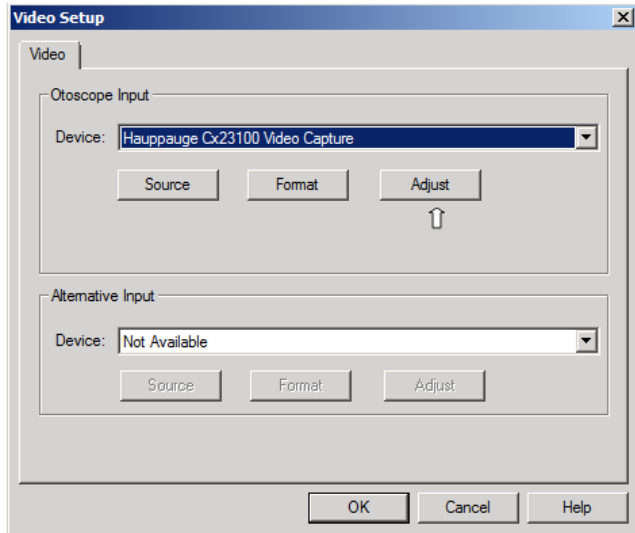 Video Setup
Video
Otoscope Input
Device: Hauppauge Cx23100 Video Capture
Source Format Adjust
Alternative Input
Device: Not Available
Source Format Adjust
OK Cancel Help